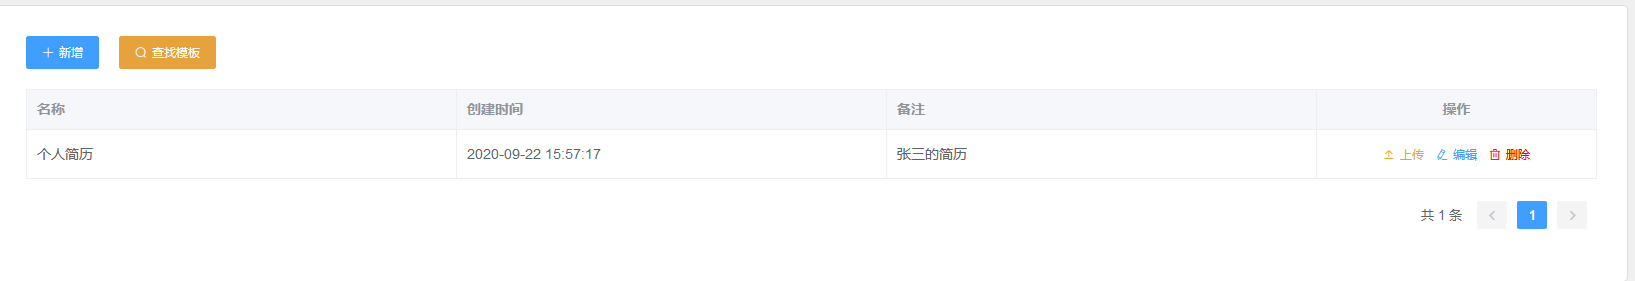 新增 查找模板
名称 创建时间 备注 操作
个人简历 2020-09-22 15:57:17 张三的简历 上传 编辑 删除
共 1 条 1